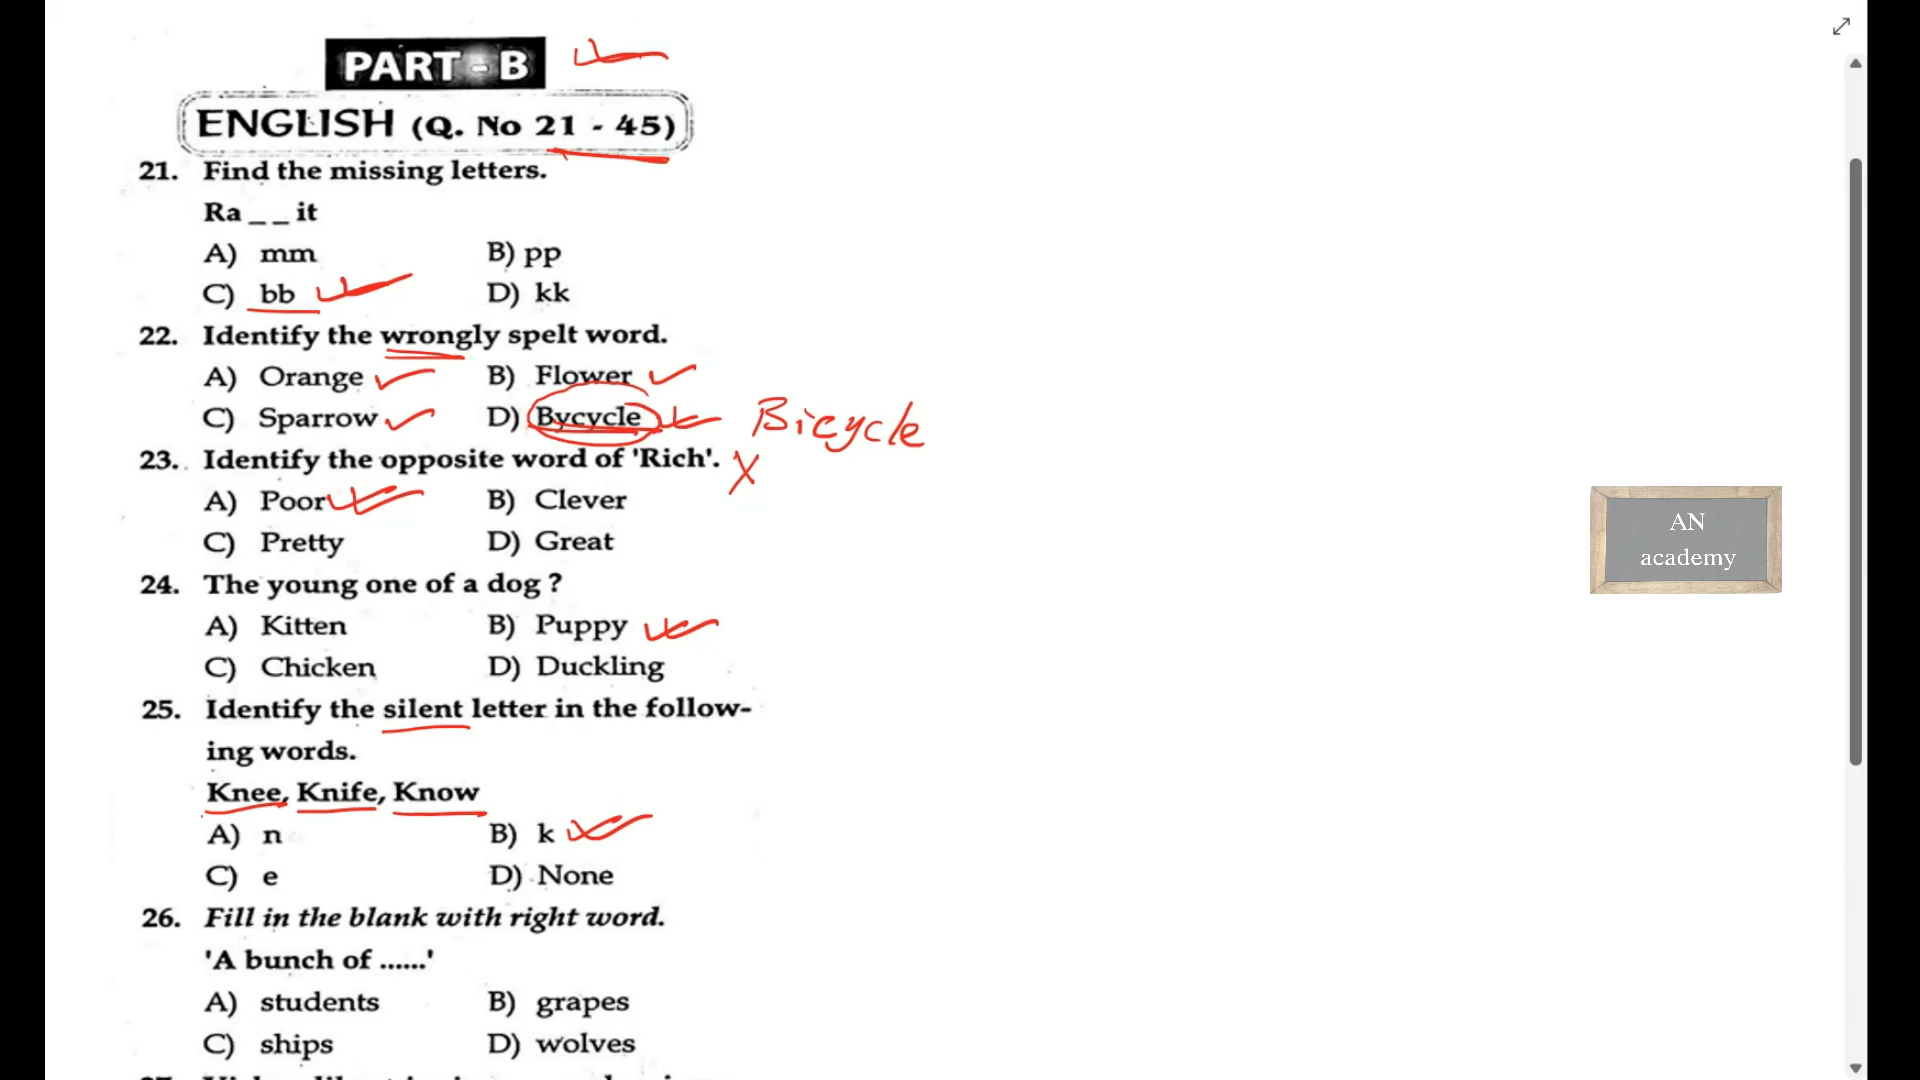 PART - B
ENGLISH (Q. No 21 - 45)
21. Find the missing letters.
Ra _ _ it
A) mm B) pp
C) bb D) kk
22. Identify the wrongly spelt word.
A) Orange B) Flower
C) Sparrow D) Bycycle Bicycle
23. Identify the opposite word of 'Rich'.
A) Poor B) Clever
C) Pretty D) Great
24. The young one of a dog ?
A) Kitten B) Puppy
C) Chicken D) Duckling
25. Identify the silent letter in the follow-
ing words.
Knee, Knife, Know
A) n B) k
C) e D) None
26. Fill in the blank with right word.
'A bunch of ......'
A) students B) grapes
C) ships D) wolves
AN
academy